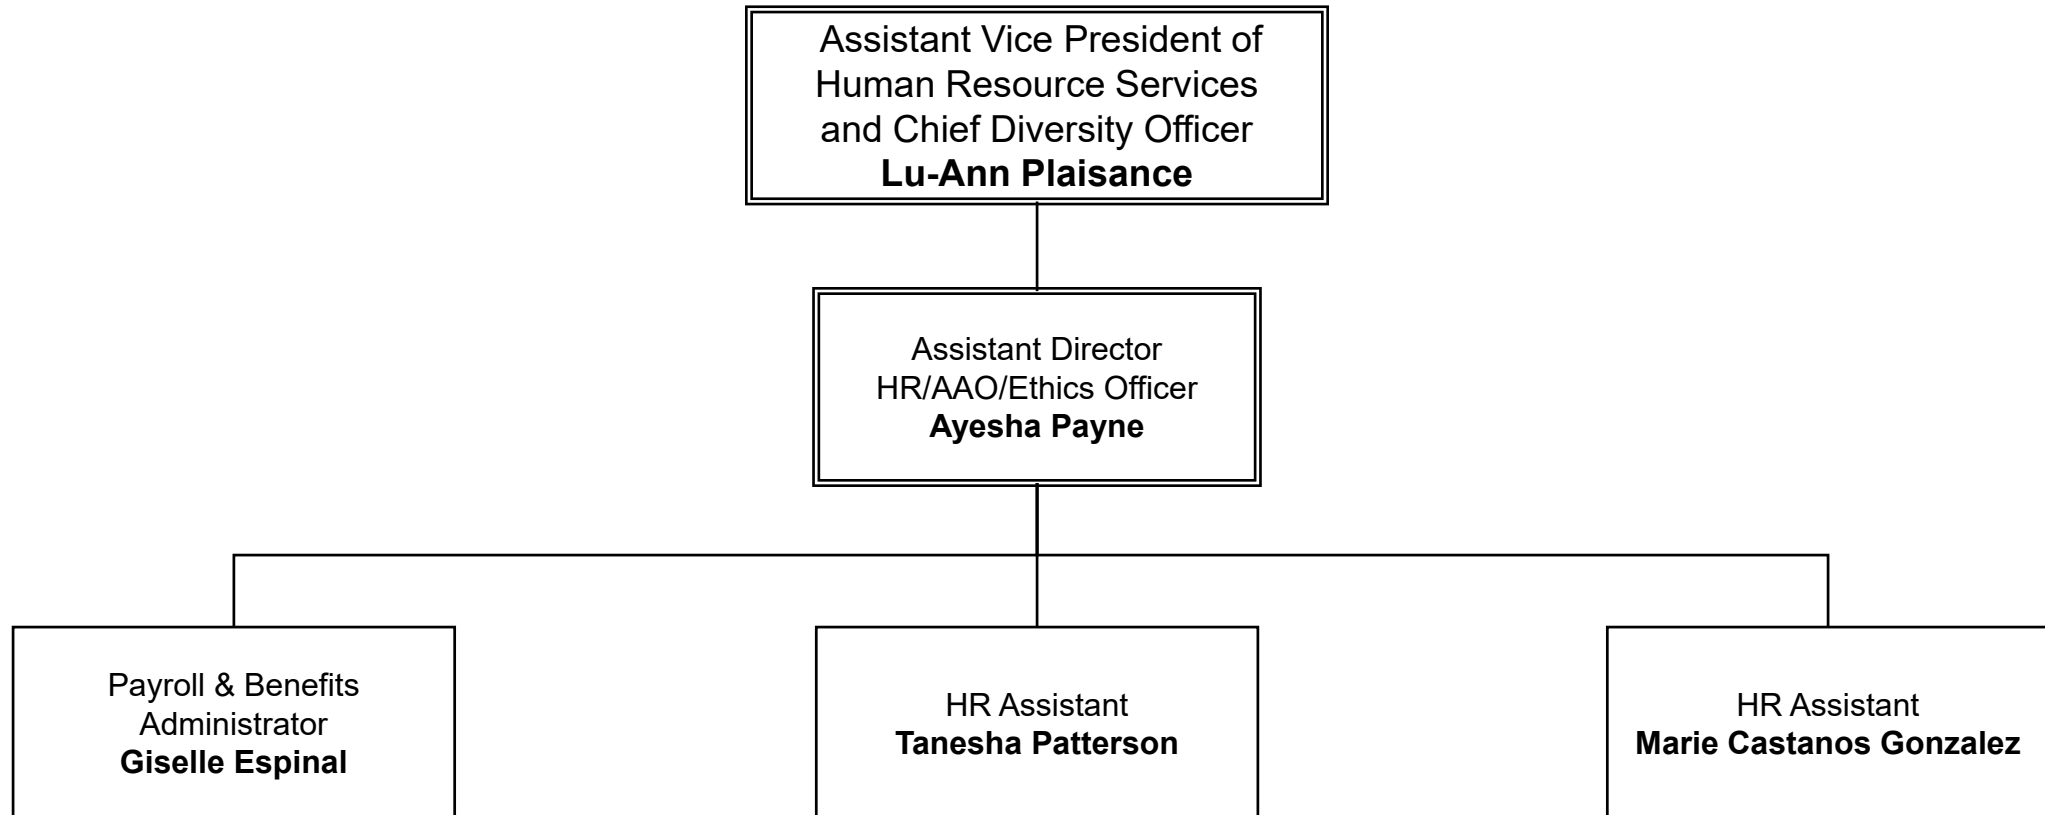 Assistant Vice President of
Human Resource Services
and Chief Diversity Officer
Lu-Ann Plaisance
Assistant Director
HR/AAO/Ethics Officer
Ayesha Payne
Payroll & Benefits
Administrator
Giselle Espinal
HR Assistant
Tanesha Patterson
HR Assistant
Marie Castanos Gonzalez